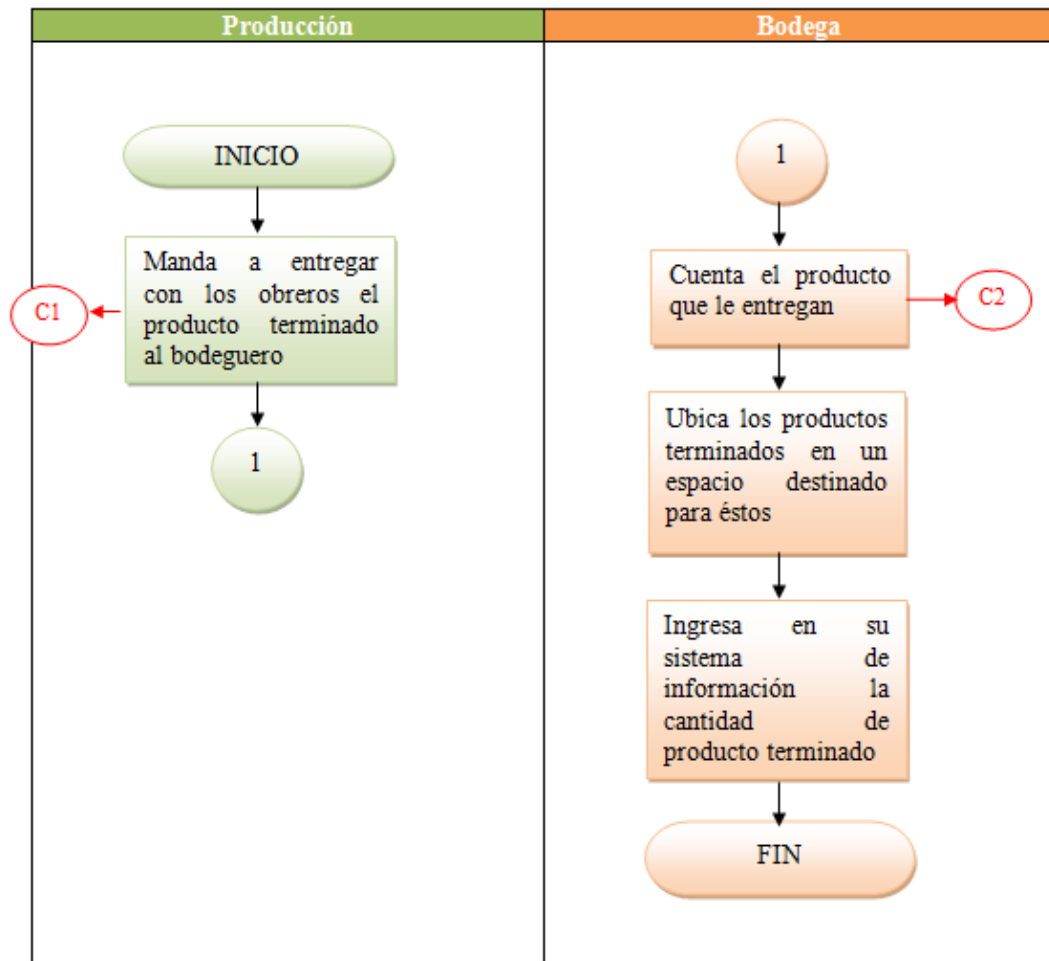 Producción
Bodega
INICIO
Manda a entregar
con los obreros el
producto terminado
al bodeguero
C1
1
1
Cuenta el producto
que le entregan
C2
Ubica los productos
terminados en un
espacio destinado
para éstos
Ingresa en su
sistema de
información la
cantidad de
producto terminado
FIN